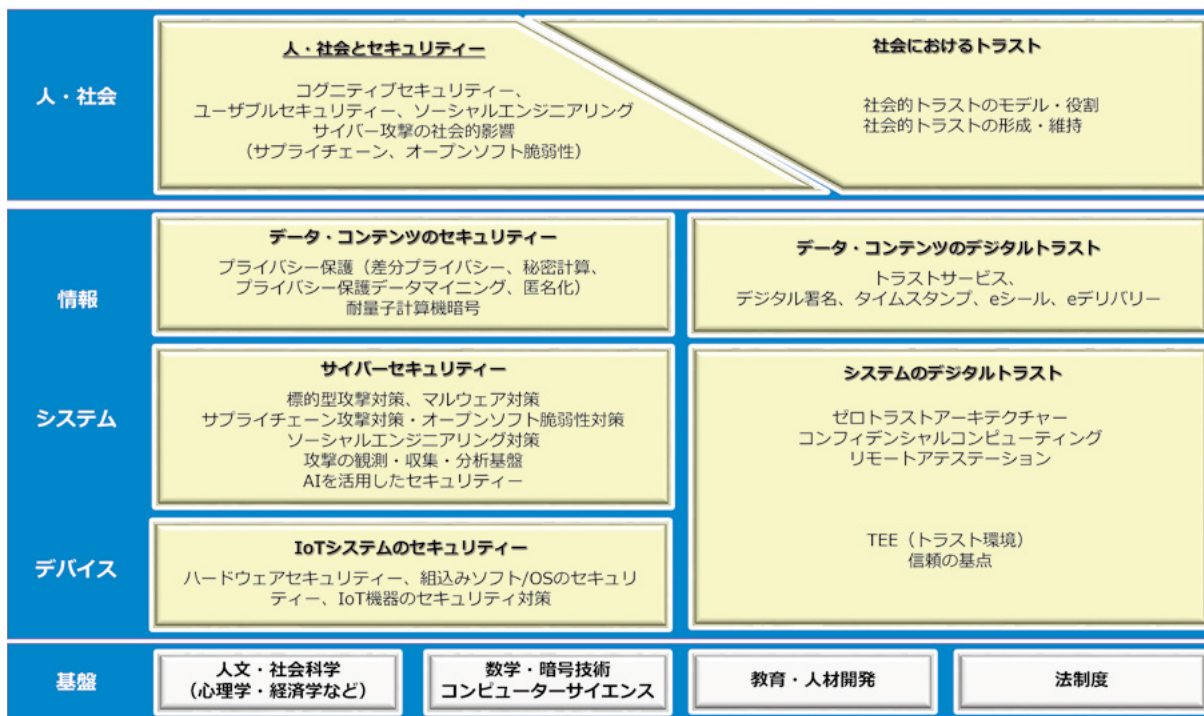 人・社会
人・社会とセキュリティー
コグニティブセキュリティー、
ユーザブルセキュリティー、ソーシャルエンジニアリング
サイバー攻撃の社会的影響
（サプライチェーン、オープンソフト脆弱性）
社会におけるトラスト
社会的トラストのモデル・役割
社会的トラストの形成・維持
情報
データ・コンテンツのセキュリティー
プライバシー保護（差分プライバシー、秘密計算、
プライバシー保護データマイニング、匿名化）
耐量子計算機暗号
データ・コンテンツのデジタルトラスト
トラストサービス、
デジタル署名、タイムスタンプ、eシール、eデリバリー
システム
サイバーセキュリティー
標的型攻撃対策、マルウェア対策
サプライチェーン攻撃対策・オープンソフト脆弱性対策
ソーシャルエンジニアリング対策
攻撃の観測・収集・分析基盤
AIを活用したセキュリティー
システムのデジタルトラスト
ゼロトラストアーキテクチャー
コンフィデンシャルコンピューティング
リモートアテステーション
TEE（トラスト環境）
信頼の基点
デバイス
IoTシステムのセキュリティー
ハードウェアセキュリティー、組込みソフト/OSのセキュリ
ティー、IoT機器のセキュリティ対策
基盤
人文・社会科学
（心理学・経済学など）
数学・暗号技術
コンピューターサイエンス
教育・人材開発
法制度